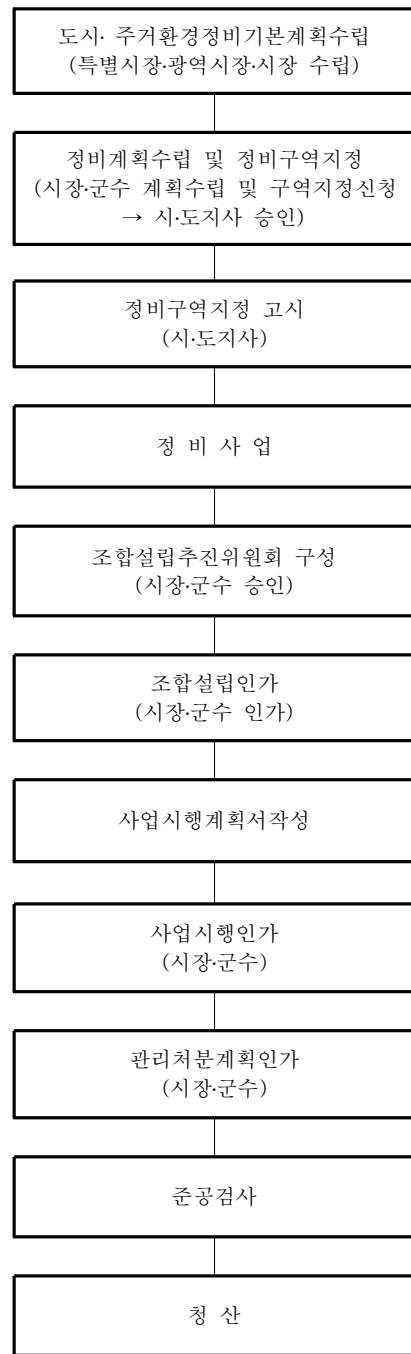 도시· 주거환경정비기본계획수립
(특별시장·광역시장·시장 수립)
정비계획수립 및 정비구역지정
(시장·군수 계획수립 및 구역지정신청
→ 시·도지사 승인)
정비구역지정 고시
(시·도지사)
정 비 사 업
조합설립추진위원회 구성
(시장·군수 승인)
조합설립인가
(시장·군수 인가)
사업시행계획서작성
사업시행인가
(시장·군수)
관리처분계획인가
(시장·군수)
준공검사
청 산